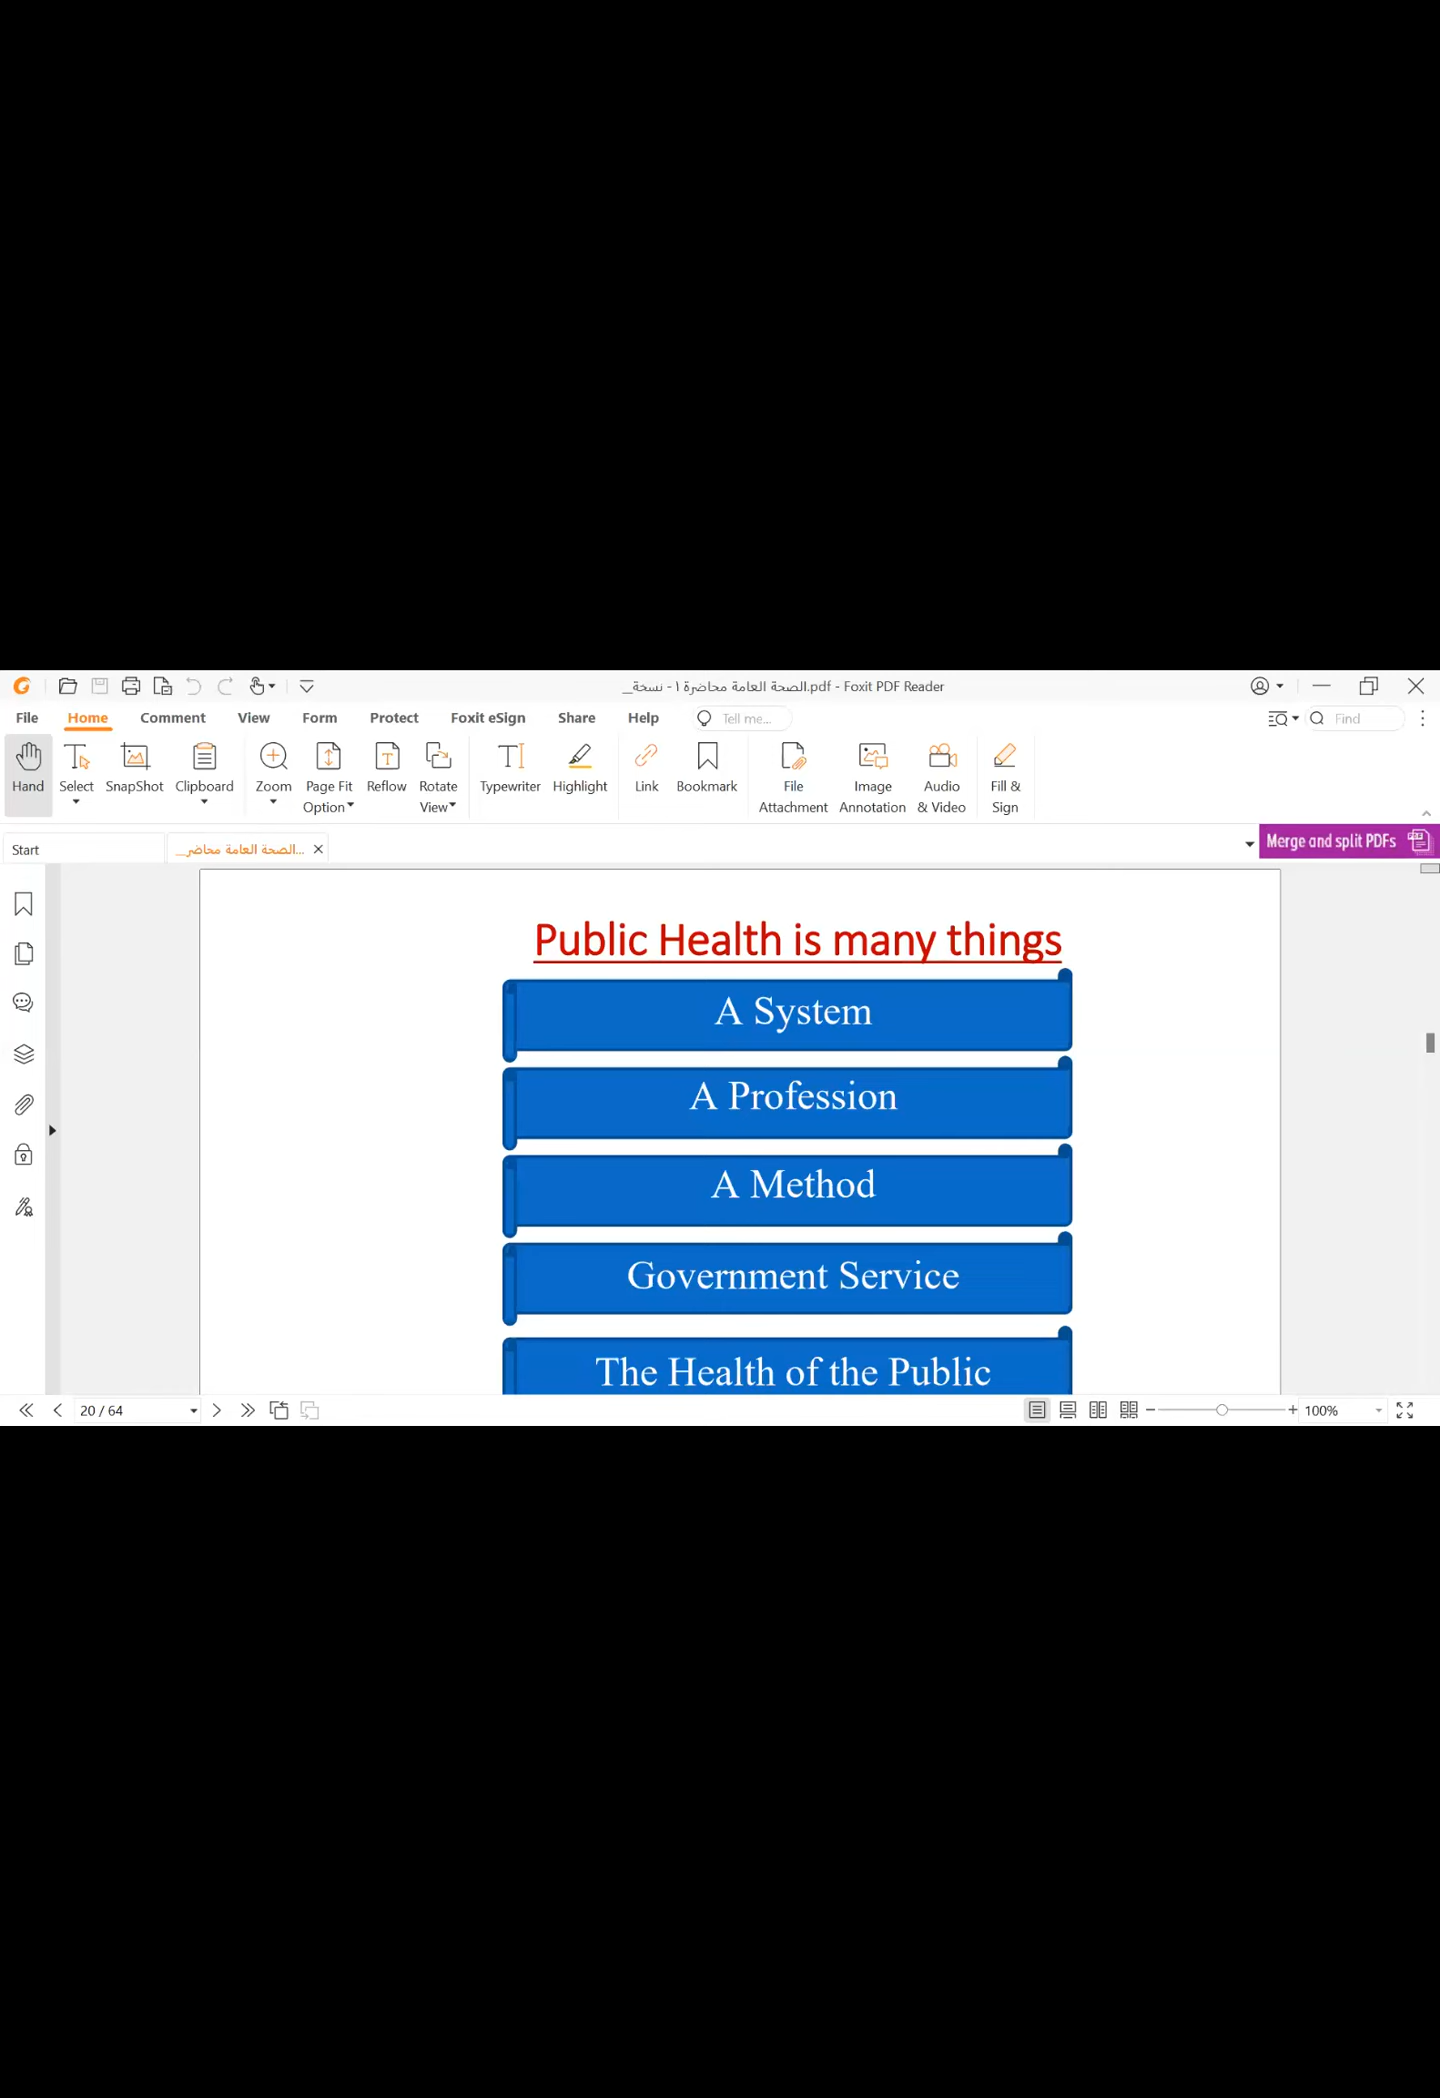 __الصحة العامة محاضرة ١ - نسخة.pdf - Foxit PDF Reader
File Home Comment View Form Protect Foxit eSign Share Help Tell me... Find
Hand Select SnapShot Clipboard Zoom Page Fit Option Reflow Rotate View Typewriter Highlight Link Bookmark File Attachment Image Annotation Audio & Video Fill & Sign
Start
__الصحة العامة محاضر...
Merge and split PDFs
Public Health is many things
A System
A Profession
A Method
Government Service
The Health of the Public
20 / 64
100%